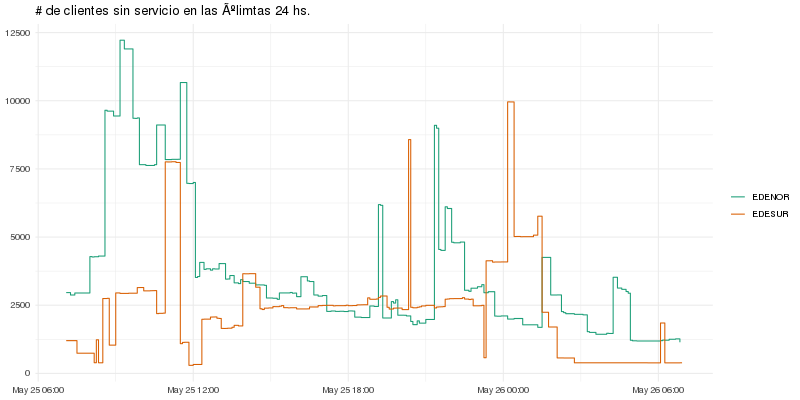 # de clientes sin servicio en las Ãºlimtas 24 hs.
12500
10000
7500
5000
2500
0
May 25 06:00
May 25 12:00
May 25 18:00
May 26 00:00
May 26 06:00
EDENOR
EDESUR